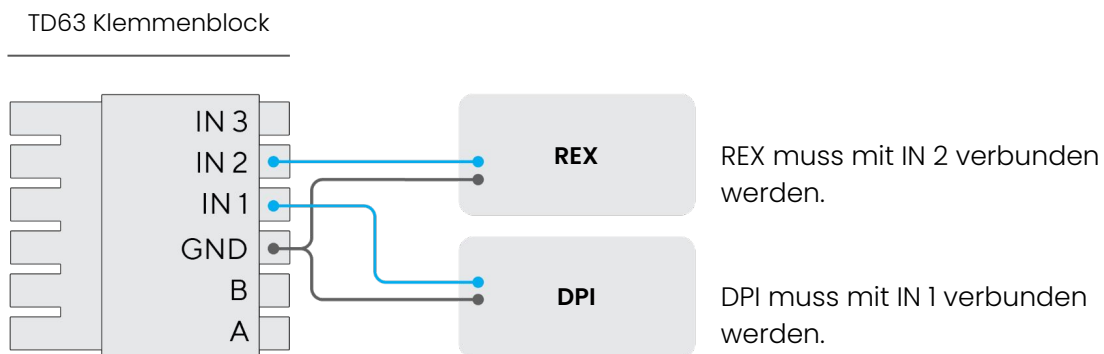 TD63 Klemmenblock
IN 3
IN 2
IN 1
GND
B
A
REX
REX muss mit IN 2 verbunden
werden.
DPI
DPI muss mit IN 1 verbunden
werden.